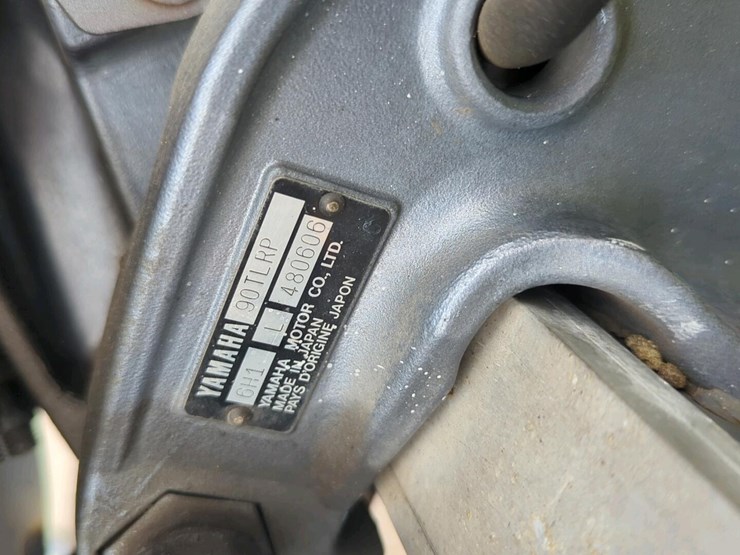 YAMAHA 90TLRP
6H1 L 480606
YAMAHA MOTOR CO., LTD.
MADE IN JAPAN
PAYS D'ORIGINE JAPON